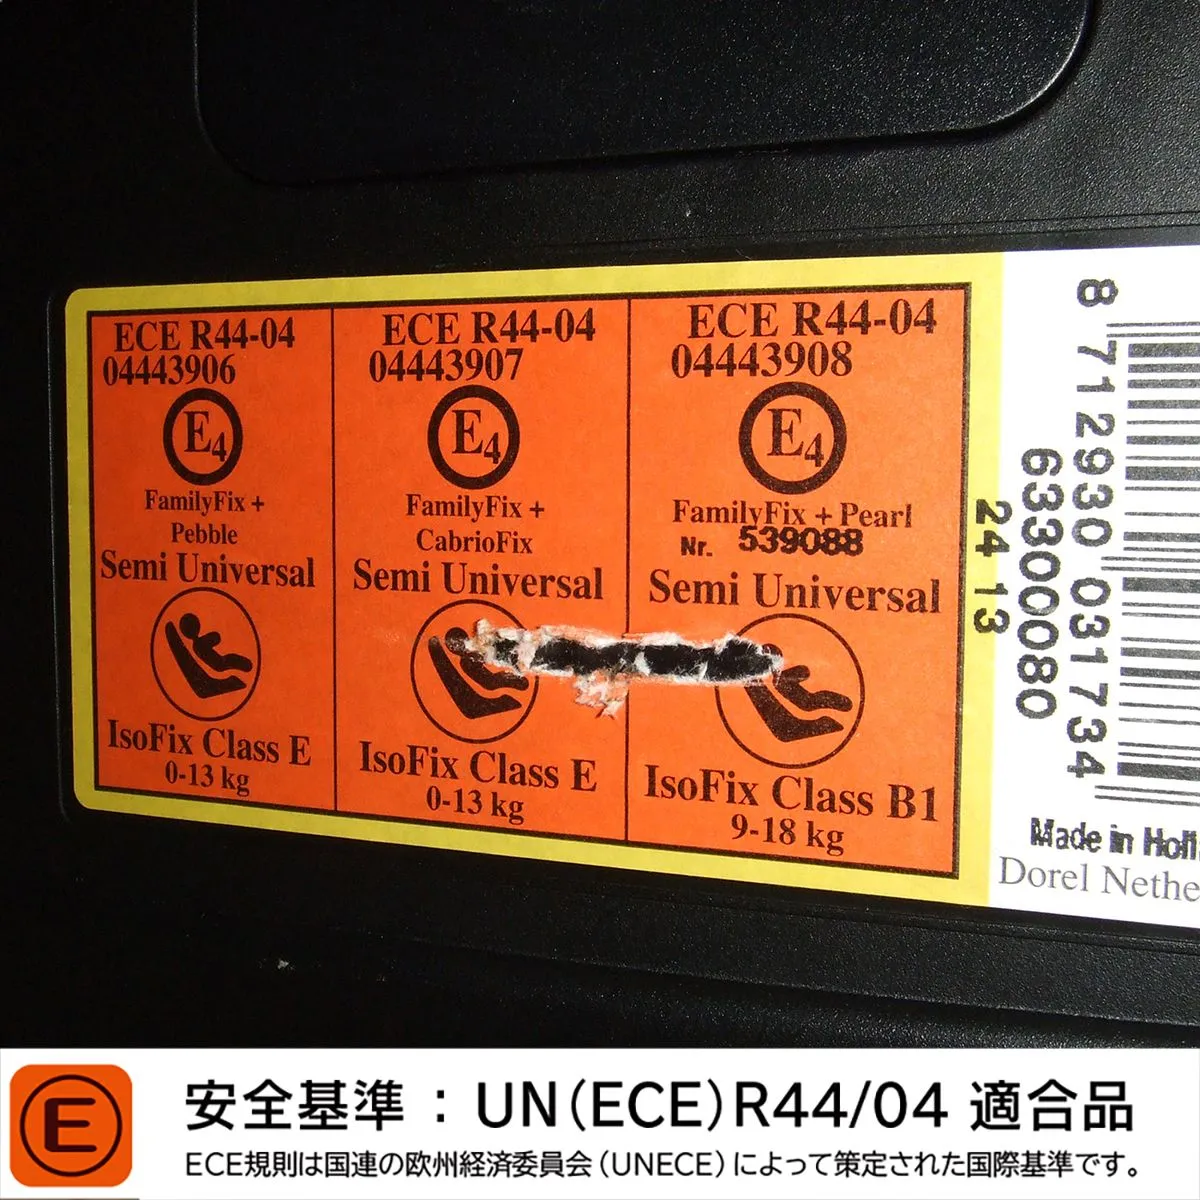 ECE R44-04
04443906
E4
FamilyFix +
Pebble
Semi Universal
IsoFix Class E
0-13 kg
ECE R44-04
04443907
E4
FamilyFix +
CabrioFix
Semi Universal
IsoFix Class E
0-13 kg
ECE R44-04
04443908
E4
FamilyFix + Pearl
Nr. 539088
Semi Universal
IsoFix Class B1
9-18 kg
24 13
63300080
8 712930 031734
Made in
Dorel
E
安全基準：UN（ECE）R44/04 適合品
ECE規則は国連の欧州経済委員会（UNECE）によって策定された国際基準です。